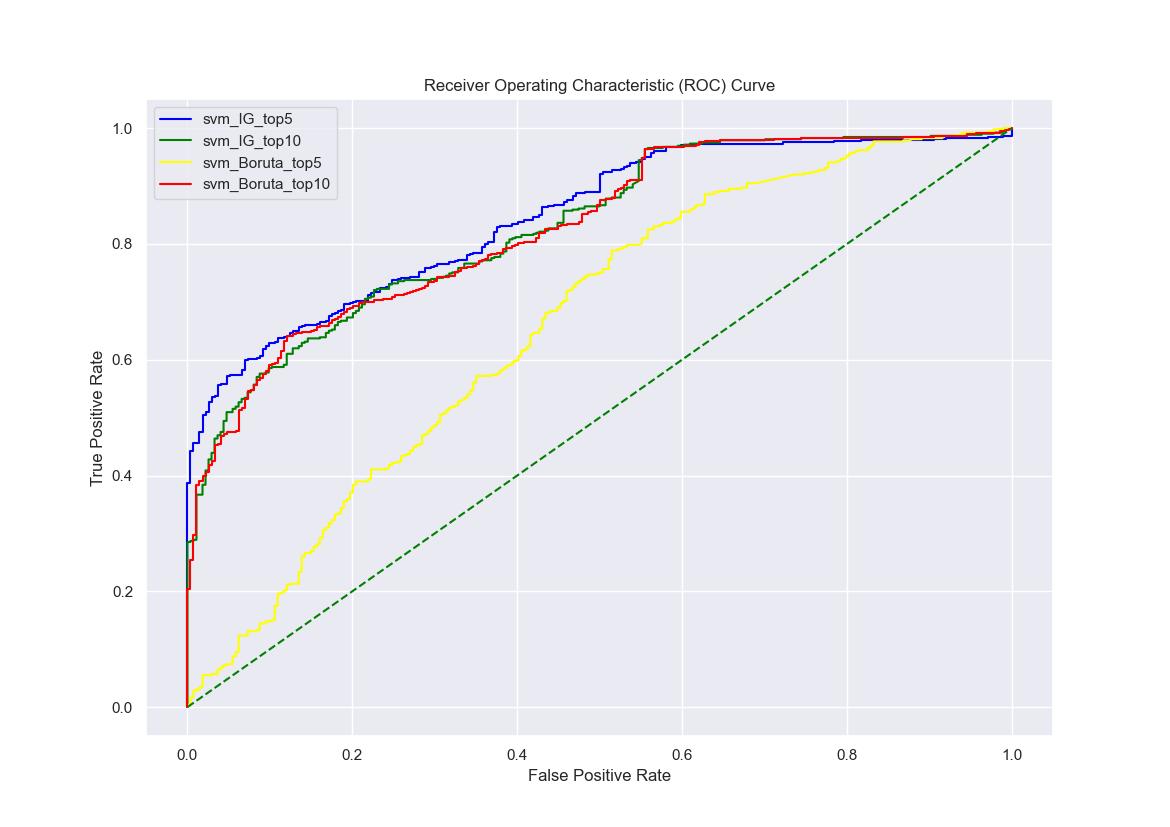 Receiver Operating Characteristic (ROC) Curve
svm_IG_top5
svm_IG_top10
svm_Boruta_top5
svm_Boruta_top10
1.0
0.8
0.6
0.4
0.2
0.0
True Positive Rate
0.0 0.2 0.4 0.6 0.8 1.0
False Positive Rate